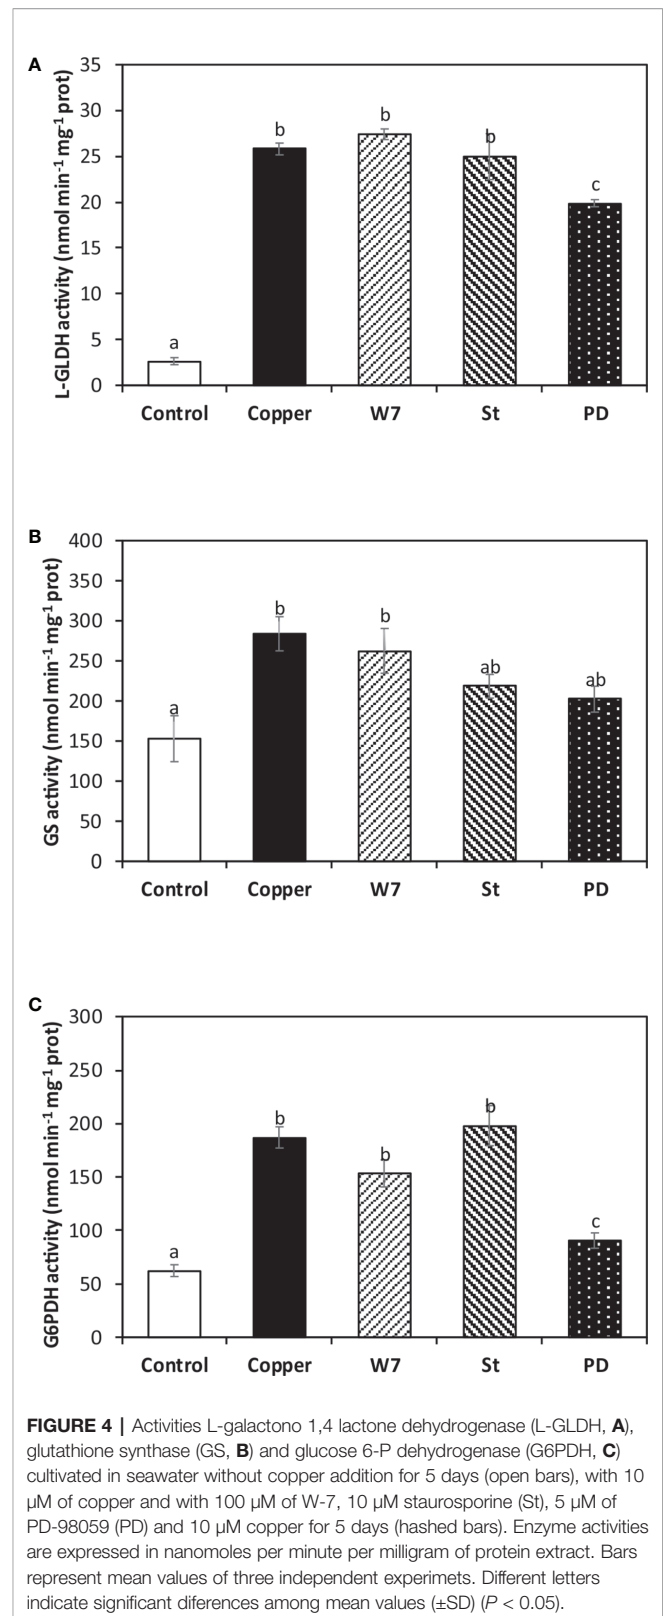 A
L-GLDH activity (nmol min-1 mg-1 prot)
35
30
25
20
15
10
5
0
a
b
b
b
c
Control Copper W7 St PD
B
GS activity (nmol min-1 mg-1 prot)
400
350
300
250
200
150
100
50
0
a
b
b
ab
ab
Control Copper W7 St PD
C
G6PDH activity (nmol min-1 mg-1 prot)
300
250
200
150
100
50
0
a
b
b
b
c
Control Copper W7 St PD
FIGURE 4 | Activities L-galactono 1,4 lactone dehydrogenase (L-GLDH, A),
glutathione synthase (GS, B) and glucose 6-P dehydrogenase (G6PDH, C)
cultivated in seawater without copper addition for 5 days (open bars), with 10
µM of copper and with 100 µM of W-7, 10 µM staurosporine (St), 5 µM of
PD-98059 (PD) and 10 µM copper for 5 days (hashed bars). Enzyme activities
are expressed in nanomoles per minute per milligram of protein extract. Bars
represent mean values of three independent experimets. Different letters
indicate significant diferences among mean values (±SD) (P < 0.05).